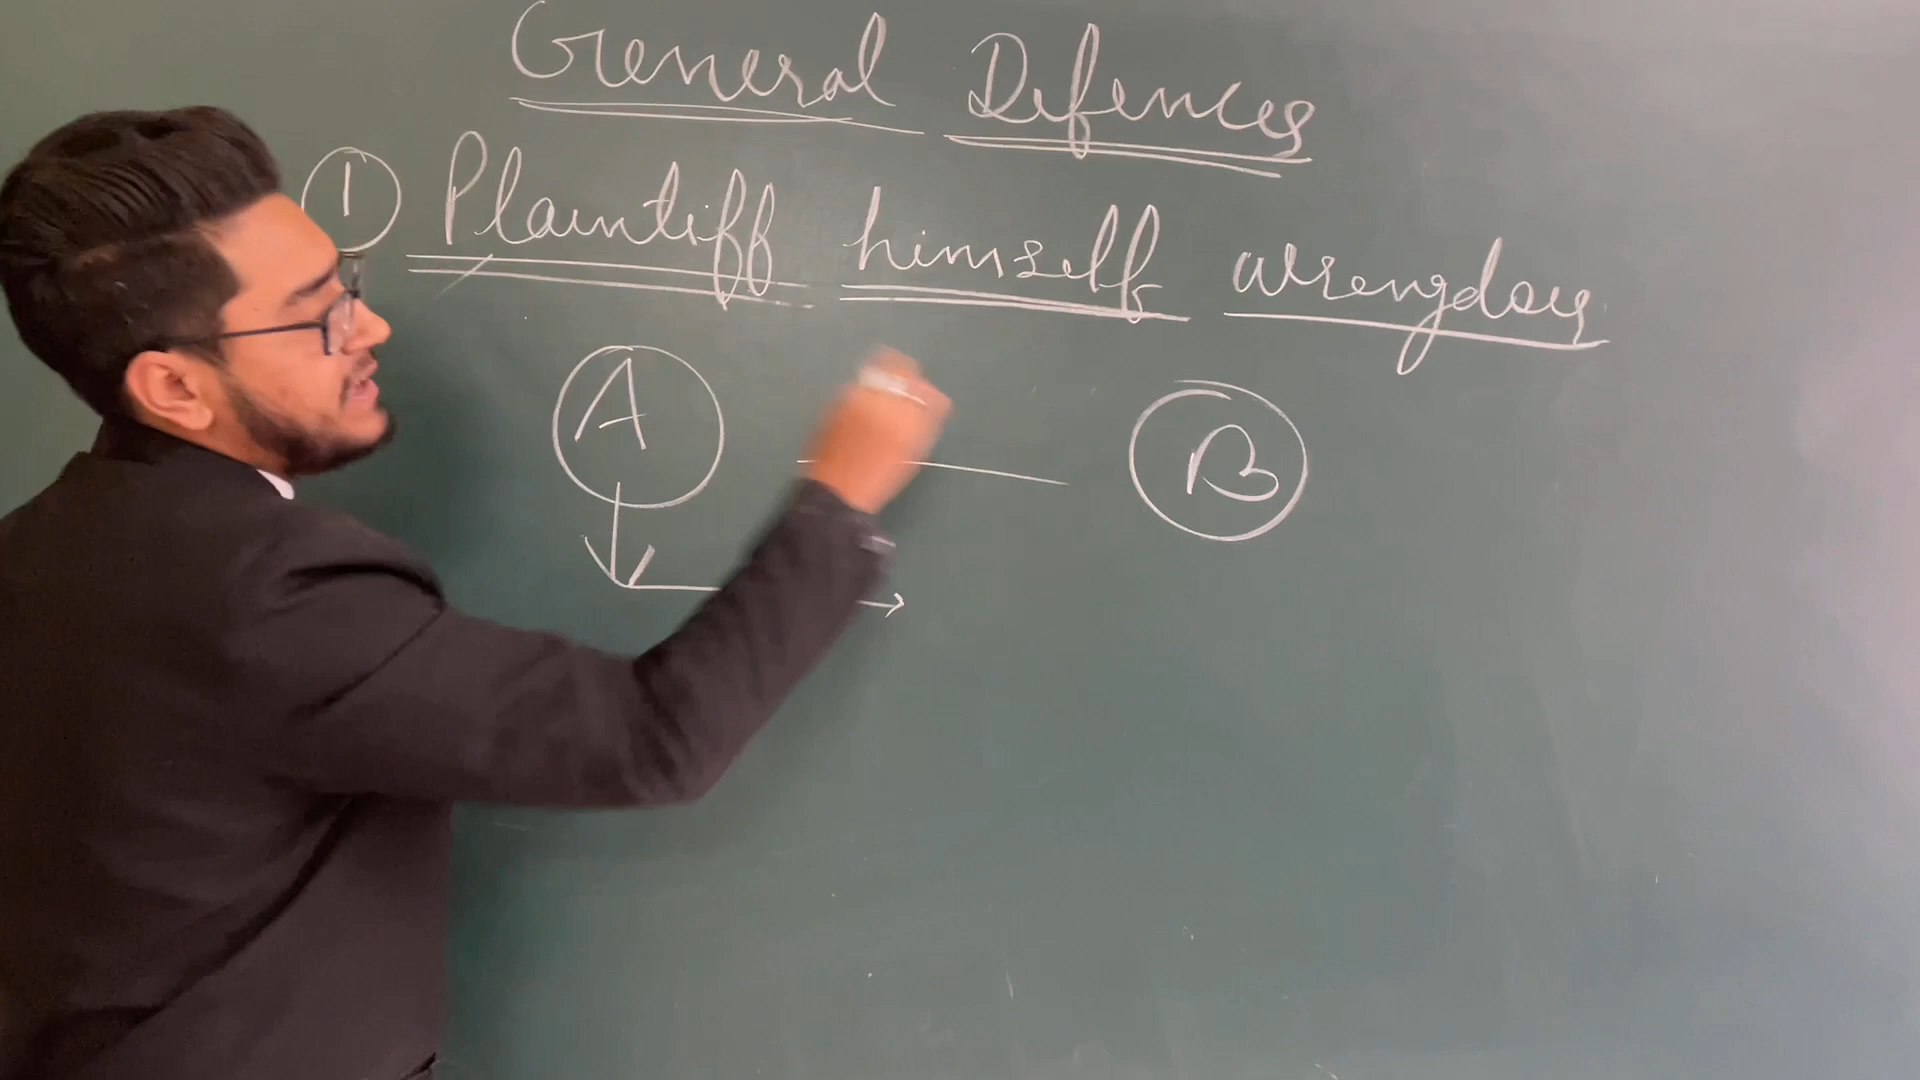 General Defences
① Plaintiff himself wrongdoer
A B